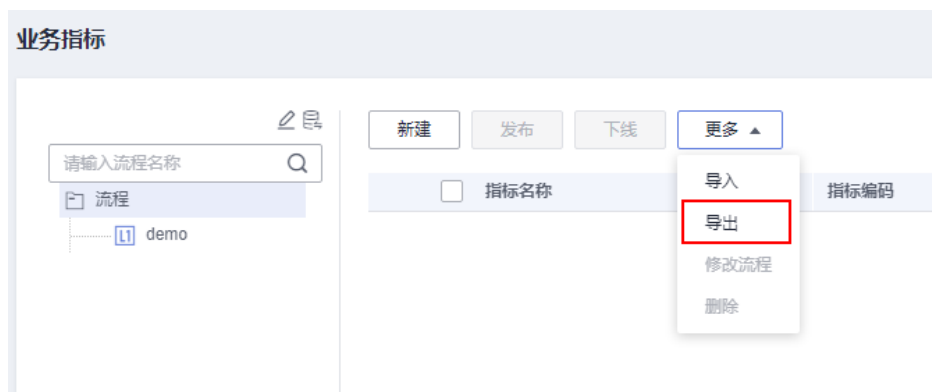 业务指标
请输入流程名称
流程
L1 demo
新建 发布 下线 更多
指标名称 指标编码
导入
导出
修改流程
删除